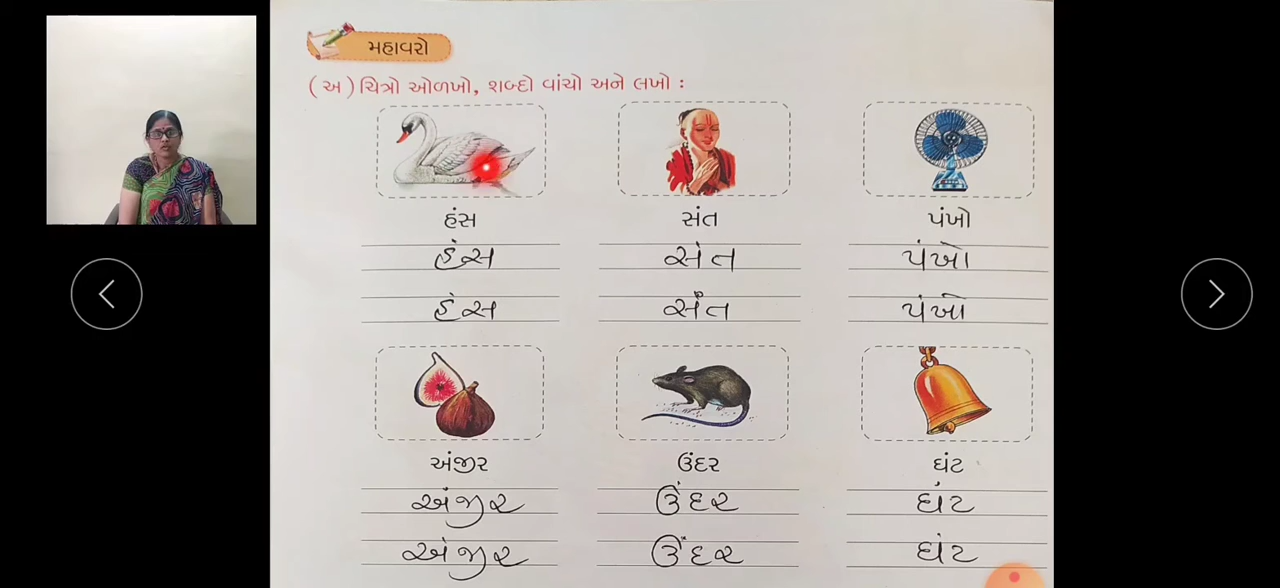 મહાવરો
(અ) ચિત્રો ઓળખો, શબ્દો વાંચો અને લખો :
હંસ સંત પંખો
હંસ સંત પંખો
હંસ સંત પંખો
અંજીર ઉંદર ઘંટ
અંજીર ઉંદર ઘંટ
અંજીર ઉંદર ઘંટ